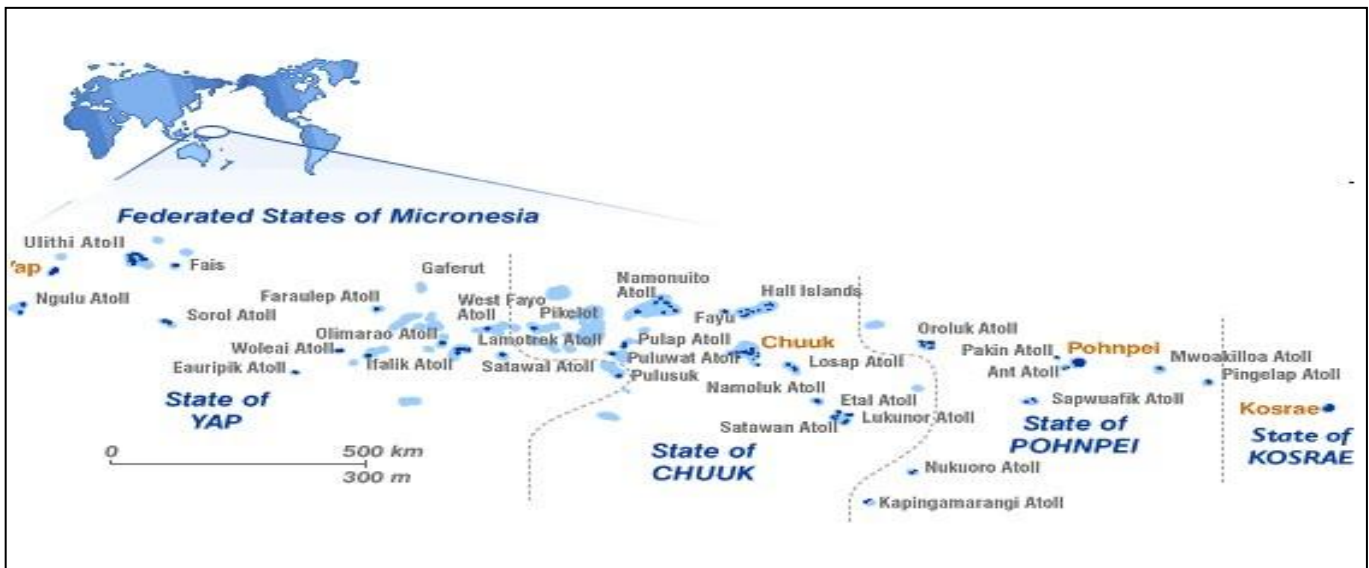 Federated States of Micronesia
Ulithi Atoll
Yap
Fais
Ngulu Atoll
Sorol Atoll
Faraulep Atoll
Gaferut
West Fayo
Atoll
Pikelot
Olimarao Atoll
Lamotrek Atoll
Woleai Atoll
Ifalik Atoll
Satawal Atoll
Eauripik Atoll
State of
YAP
Namonuito
Atoll
Hall Islands
Fayu
Pulap Atoll
Chuuk
Puluwat Atoll
Pulusuk
Losap Atoll
Namoluk Atoll
Etal Atoll
Satawan Atoll
Lukunor Atoll
State of
CHUUK
Oroluk Atoll
Pakin Atoll
Pohnpei
Ant Atoll
Mwoakilloa Atoll
Pingelap Atoll
Sapwuafik Atoll
State of
POHNPEI
Nukuoro Atoll
Kapingamarangi Atoll
Kosrae
State of
KOSRAE
0
500 km
300 m